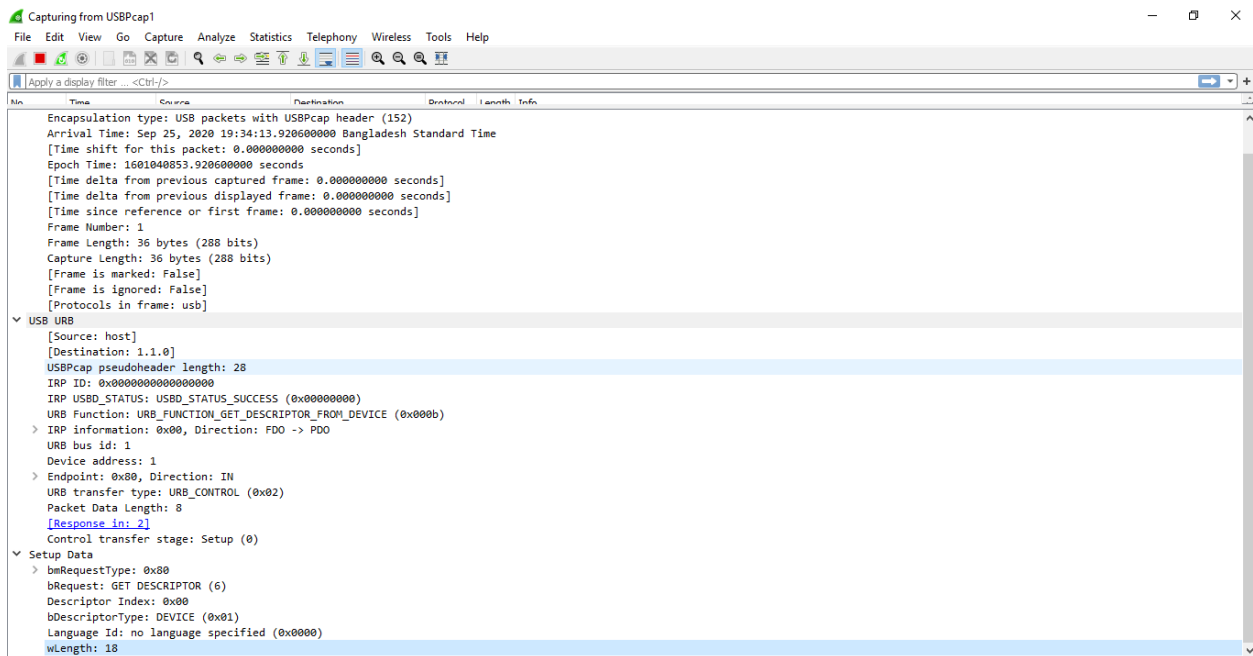 Capturing from USBPcap1
File Edit View Go Capture Analyze Statistics Telephony Wireless Tools Help
Apply a display filter ... <Ctrl-/>
No. Time Source Destination Protocol Length Info
Encapsulation type: USB packets with USBPcap header (152)
Arrival Time: Sep 25, 2020 19:34:13.920600000 Bangladesh Standard Time
[Time shift for this packet: 0.000000000 seconds]
Epoch Time: 1601040853.920600000 seconds
[Time delta from previous captured frame: 0.000000000 seconds]
[Time delta from previous displayed frame: 0.000000000 seconds]
[Time since reference or first frame: 0.000000000 seconds]
Frame Number: 1
Frame Length: 36 bytes (288 bits)
Capture Length: 36 bytes (288 bits)
[Frame is marked: False]
[Frame is ignored: False]
[Protocols in frame: usb]
USB URB
[Source: host]
[Destination: 1.1.0]
USBPcap pseudoheader length: 28
IRP ID: 0x0000000000000000
IRP USBD_STATUS: USBD_STATUS_SUCCESS (0x00000000)
URB Function: URB_FUNCTION_GET_DESCRIPTOR_FROM_DEVICE (0x000b)
IRP information: 0x00, Direction: FDO -> PDO
URB bus id: 1
Device address: 1
Endpoint: 0x80, Direction: IN
URB transfer type: URB_CONTROL (0x02)
Packet Data Length: 8
[Response in: 2]
Control transfer stage: Setup (0)
Setup Data
bmRequestType: 0x80
bRequest: GET DESCRIPTOR (6)
Descriptor Index: 0x00
bDescriptorType: DEVICE (0x01)
Language Id: no language specified (0x0000)
wLength: 18